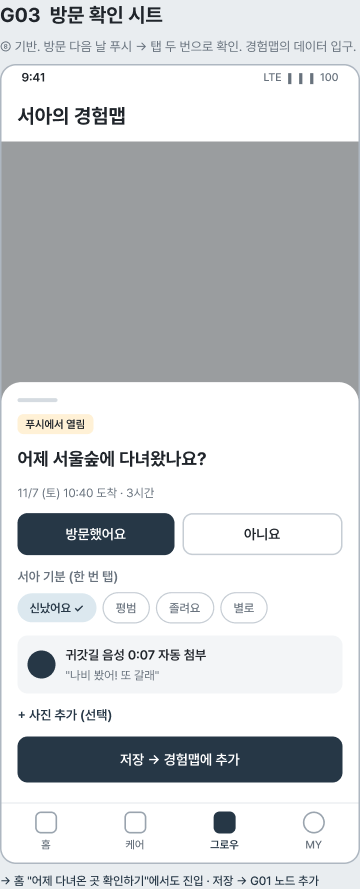 G03 방문 확인 시트
⑧ 기반. 방문 다음 날 푸시 → 탭 두 번으로 확인. 경험맵의 데이터 입구.
9:41
LTE ▌▌▌ 100
서아의 경험맵
푸시에서 열림
어제 서울숲에 다녀왔나요?
11/7 (토) 10:40 도착 · 3시간
방문했어요
아니요
서아 기분 (한 번 탭)
신났어요 ✓
평범
졸려요
별로
귀갓길 음성 0:07 자동 첨부
"나비 봤어! 또 갈래"
+ 사진 추가 (선택)
저장 → 경험맵에 추가
홈
케어
그로우
MY
→ 홈 "어제 다녀온 곳 확인하기"에서도 진입 · 저장 → G01 노드 추가